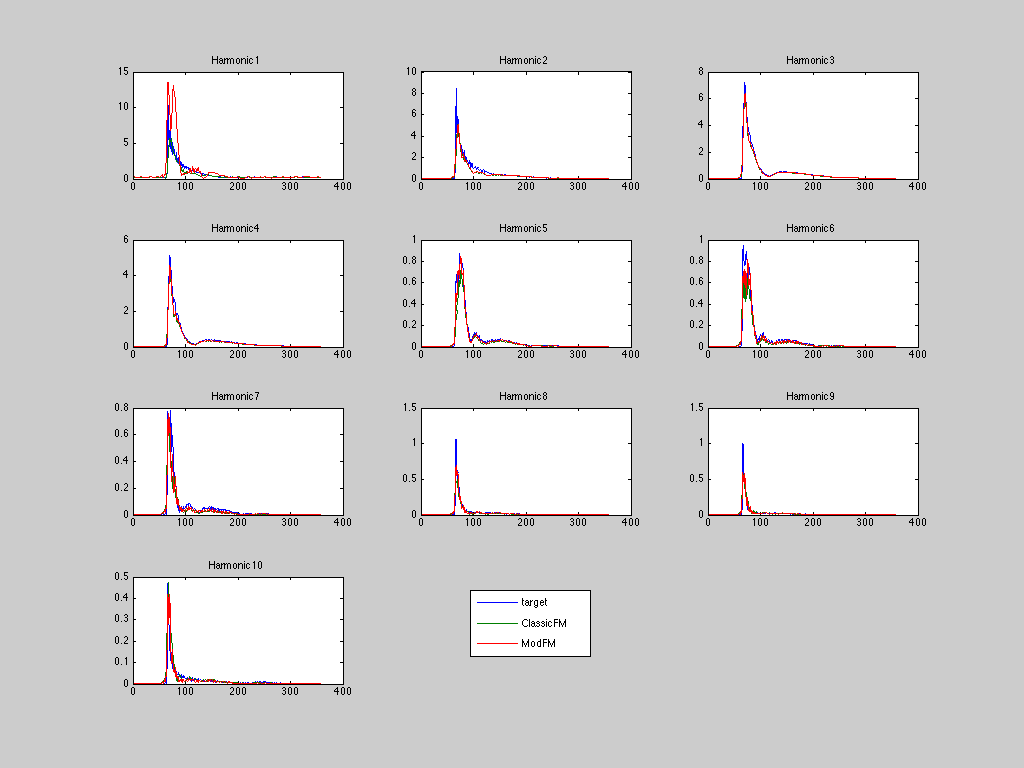 Harmonic1 Harmonic2 Harmonic3
15 10 5 0
0 100 200 300 400
10 8 6 4 2 0
0 100 200 300 400
8 6 4 2 0
0 100 200 300 400
Harmonic4 Harmonic5 Harmonic6
6 4 2 0
0 100 200 300 400
1 0.8 0.6 0.4 0.2 0
0 100 200 300 400
1 0.8 0.6 0.4 0.2 0
0 100 200 300 400
Harmonic7 Harmonic8 Harmonic9
0.8 0.6 0.4 0.2 0
0 100 200 300 400
1.5 1 0.5 0
0 100 200 300 400
1.5 1 0.5 0
0 100 200 300 400
Harmonic10
0.5 0.4 0.3 0.2 0.1 0
0 100 200 300 400
target
ClassicFM
ModFM